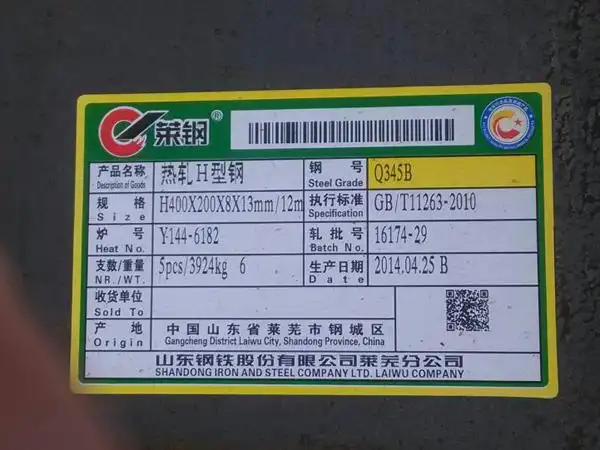 莱钢®
产品名称 热轧H型钢 钢号 Q345B
Description of Goods Steel Grade
规格 H400X200X8X13mm/12m 执行标准 GB/T11263-2010
Size Specification
炉号 Y144-6182 轧批号 16174-29
Heat No. Batch No.
支数/重量 5pcs/3924kg 6 生产日期 2014.04.25 B
NR./WT. Date
收货单位
Sold To
产地 中国山东省莱芜市钢城区
Origin Gangcheng District Laiwu City, Shandong Province, China
山东钢铁股份有限公司莱芜分公司
SHANDONG IRON AND STEEL COMPANY LTD. LAIWU COMPANY